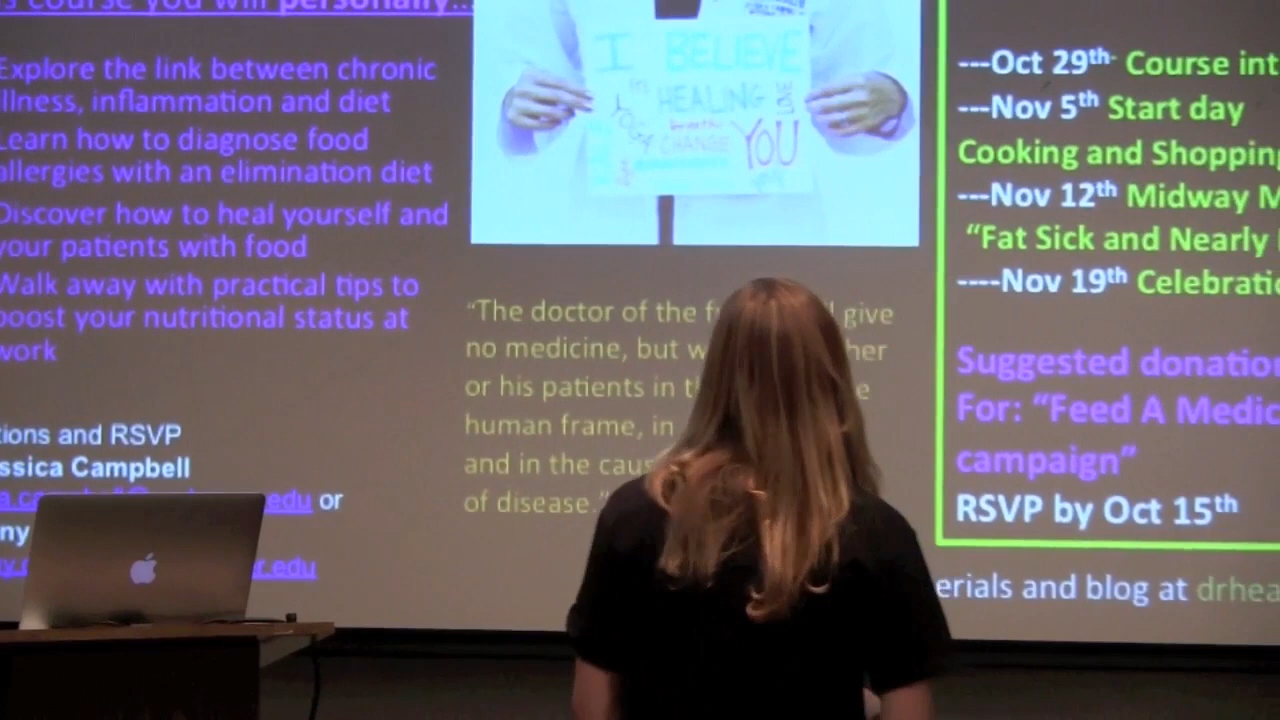 s course you will personally...
Explore the link between chronic
illness, inflammation and diet
Learn how to diagnose food
allergies with an elimination diet
Discover how to heal yourself and
your patients with food
Walk away with practical tips to
boost your nutritional status at
work
tions and RSVP
ssica Campbell
edu or
ny
r.edu
I BELIEVE
in HEALING
CHANGE YOU
"The doctor of the f l give
no medicine, but w her
or his patients in t e
human frame, in
and in the caus
of disease."
---Oct 29th- Course int
---Nov 5th Start day
Cooking and Shopping
---Nov 12th Midway M
"Fat Sick and Nearly
----Nov 19th Celebratio
Suggested donation
For: "Feed A Medic
campaign"
RSVP by Oct 15th
erials and blog at drhea